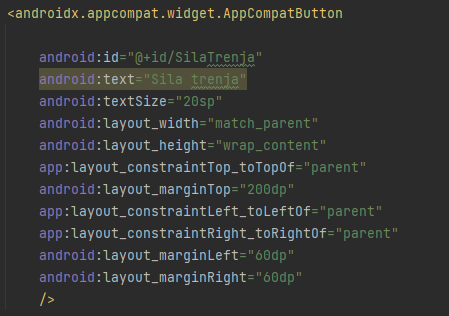 <androidx.appcompat.widget.AppCompatButton
android:id="@+id/SilaTrenja"
android:text="Sila trenja"
android:textSize="20sp"
android:layout_width="match_parent"
android:layout_height="wrap_content"
app:layout_constraintTop_toTopOf="parent"
android:layout_marginTop="200dp"
app:layout_constraintLeft_toLeftOf="parent"
app:layout_constraintRight_toRightOf="parent"
android:layout_marginLeft="60dp"
android:layout_marginRight="60dp"
/>